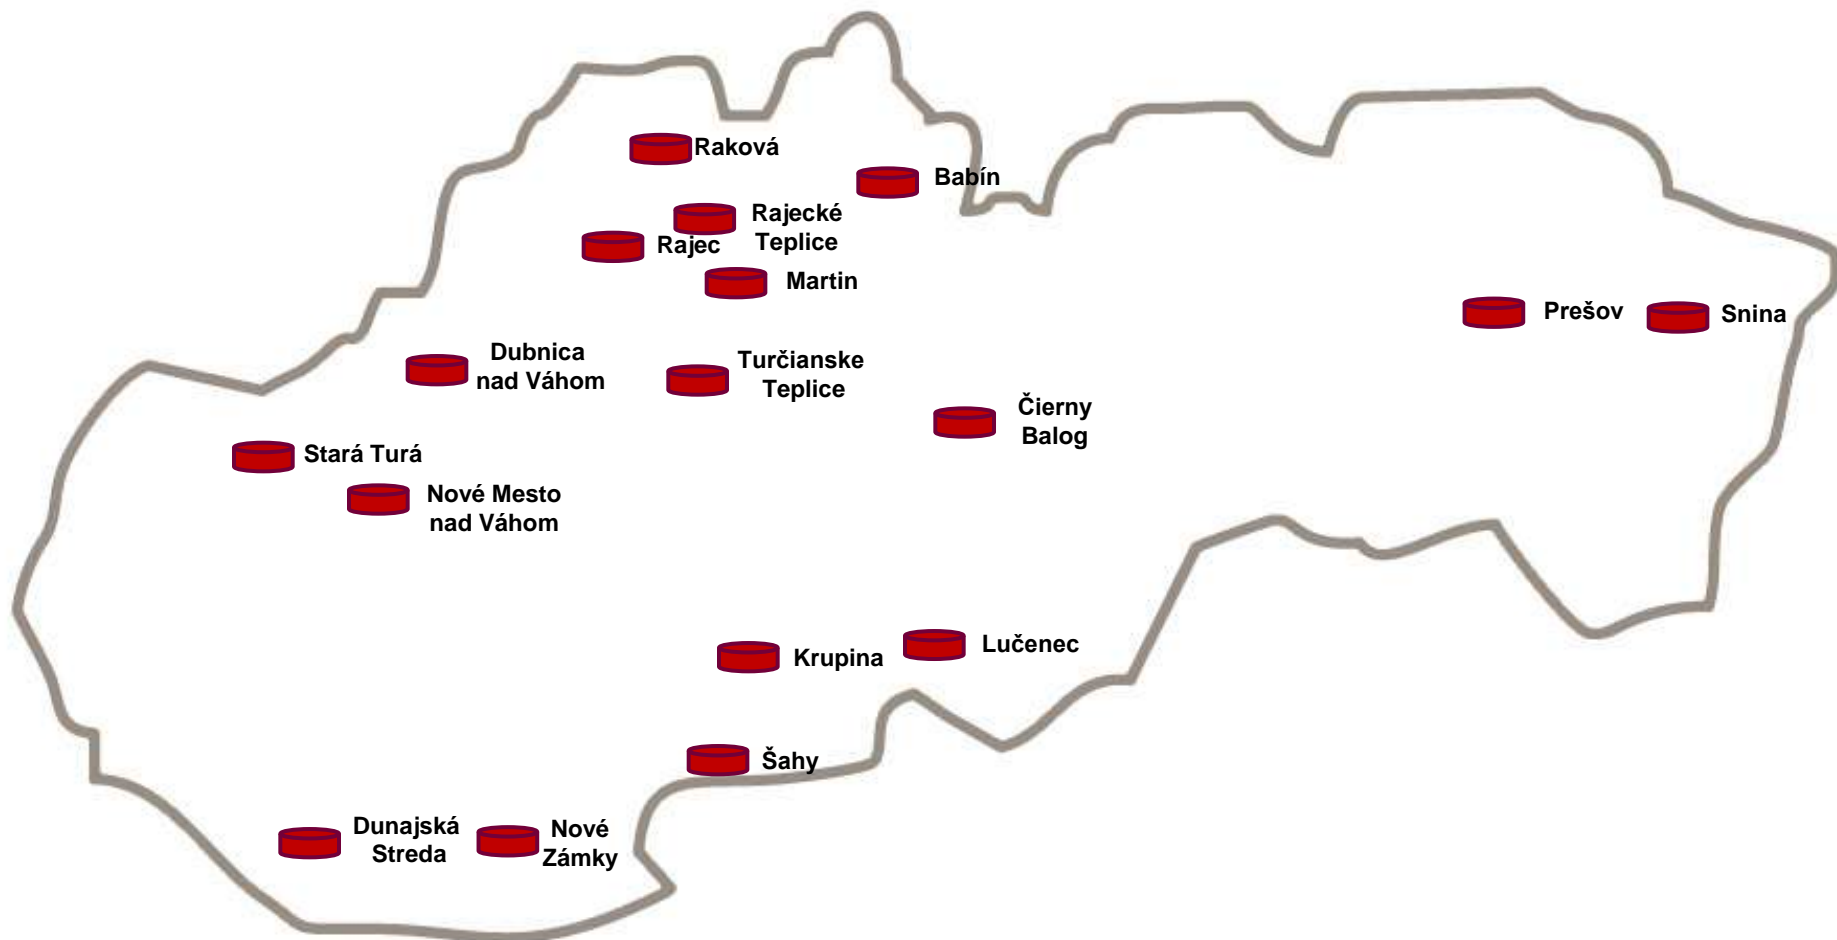 Raková
Babín
Rajecké
Teplice
Rajec
Martin
Prešov
Snina
Dubnica
nad Váhom
Turčianske
Teplice
Čierny
Balog
Stará Turá
Nové Mesto
nad Váhom
Krupina
Lučenec
Šahy
Dunajská
Streda
Nové
Zámky